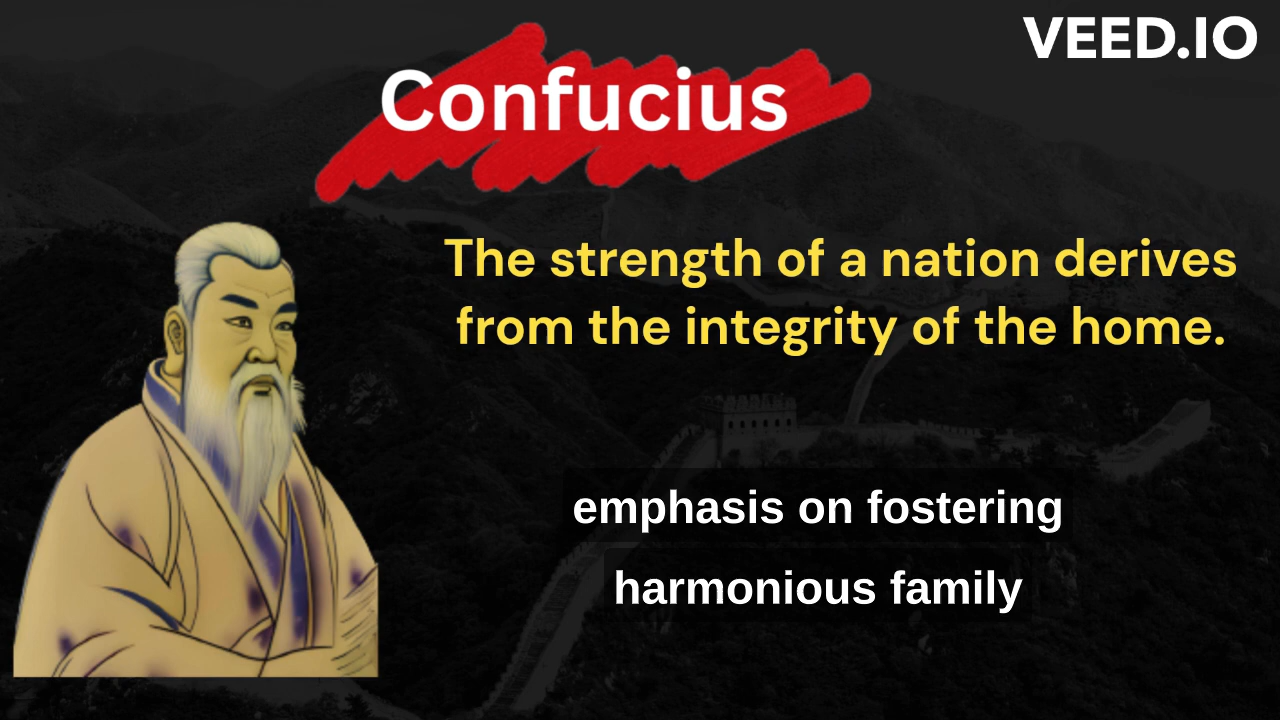 VEED.IO
Confucius
The strength of a nation derives
from the integrity of the home.
emphasis on fostering
harmonious family